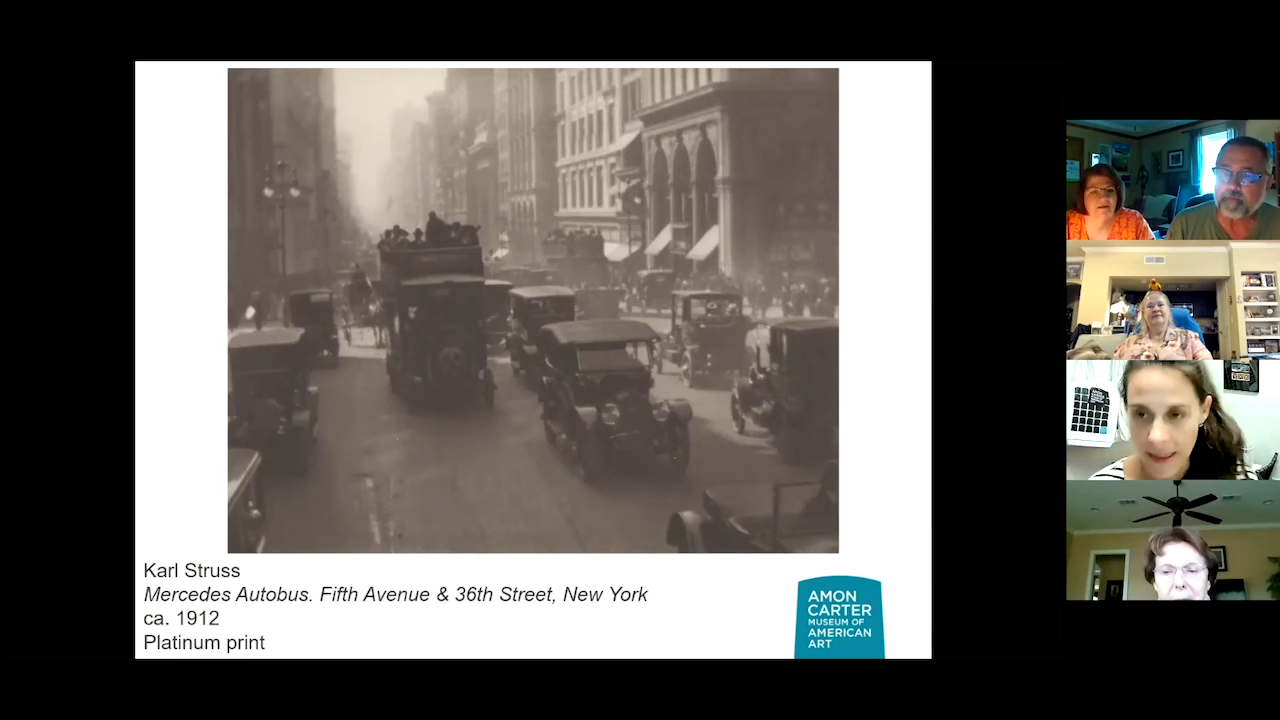 Karl Struss
Mercedes Autobus. Fifth Avenue & 36th Street, New York
ca. 1912
Platinum print
AMON
CARTER
MUSEUM OF
AMERICAN
ART